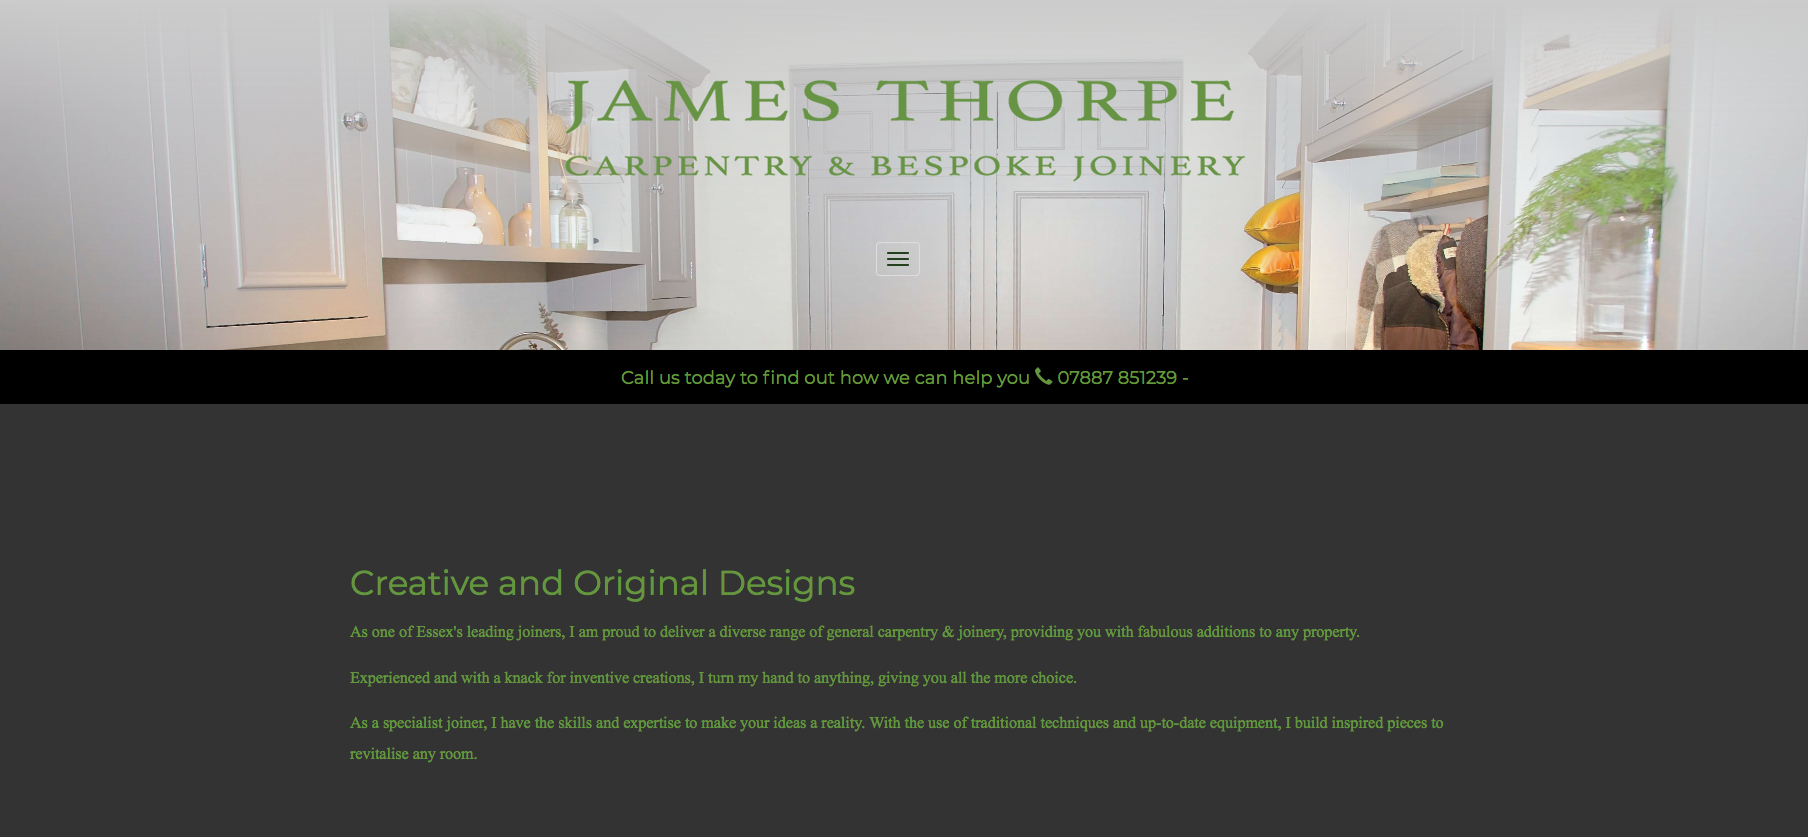 JAMES THORPE
CARPENTRY & BESPOKE JOINERY
Call us today to find out how we can help you 07887 851239 -
Creative and Original Designs
As one of Essex's leading joiners, I am proud to deliver a diverse range of general carpentry & joinery, providing you with fabulous additions to any property.
Experienced and with a knack for inventive creations, I turn my hand to anything, giving you all the more choice.
As a specialist joiner, I have the skills and expertise to make your ideas a reality. With the use of traditional techniques and up-to-date equipment, I build inspired pieces to
revitalise any room.